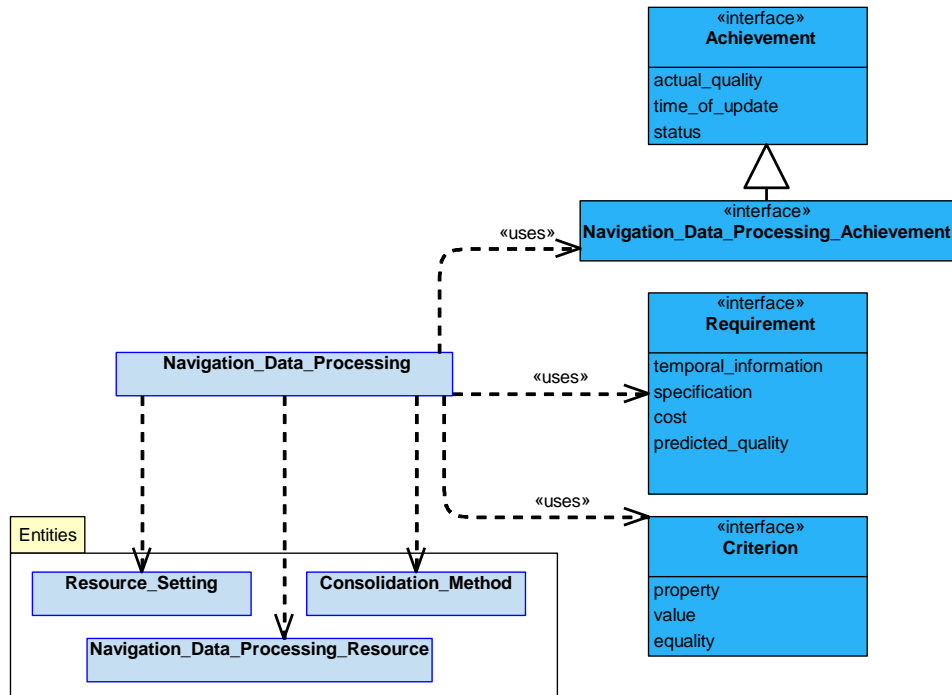 «interface»
Achievement
actual_quality
time_of_update
status
«interface»
Navigation_Data_Processing_Achievement
«uses»
«interface»
Requirement
temporal_information
specification
cost
predicted_quality
Navigation_Data_Processing
«uses»
«uses»
«interface»
Criterion
property
value
equality
Entities
Resource_Setting
Consolidation_Method
Navigation_Data_Processing_Resource